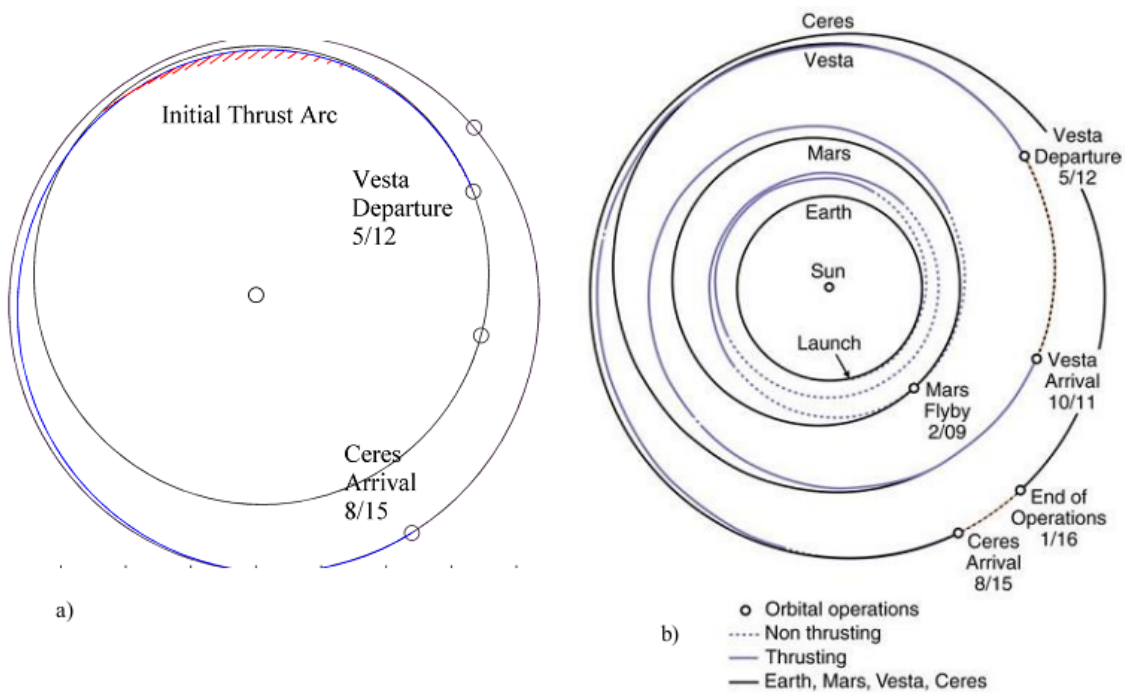 Initial Thrust Arc
Vesta
Departure
5/12
Ceres
Arrival
8/15
a)
Ceres
Vesta
Mars
Earth
Sun
Launch
Vesta
Departure
5/12
Mars
Flyby
2/09
Vesta
Arrival
10/11
End of
Operations
1/16
Ceres
Arrival
8/15
b)
Orbital operations
Non thrusting
Thrusting
Earth, Mars, Vesta, Ceres